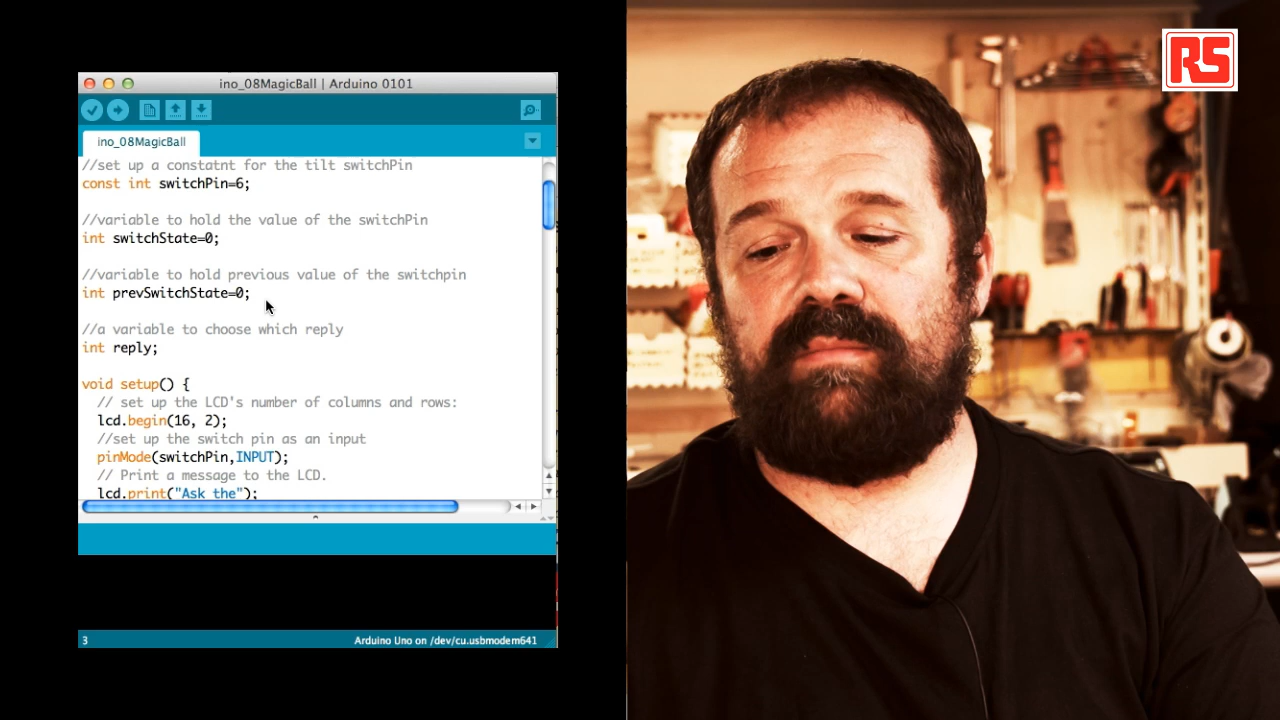 ino_08MagicBall | Arduino 0101
ino_08MagicBall
//set up a constatnt for the tilt switchPin
const int switchPin=6;
//variable to hold the value of the switchPin
int switchState=0;
//variable to hold previous value of the switchpin
int prevSwitchState=0;
//a variable to choose which reply
int reply;
void setup() {
// set up the LCD's number of columns and rows:
lcd.begin(16, 2);
//set up the switch pin as an input
pinMode(switchPin,INPUT);
// Print a message to the LCD.
lcd.print("Ask the");
3
Arduino Uno on /dev/cu.usbmodem641
RS